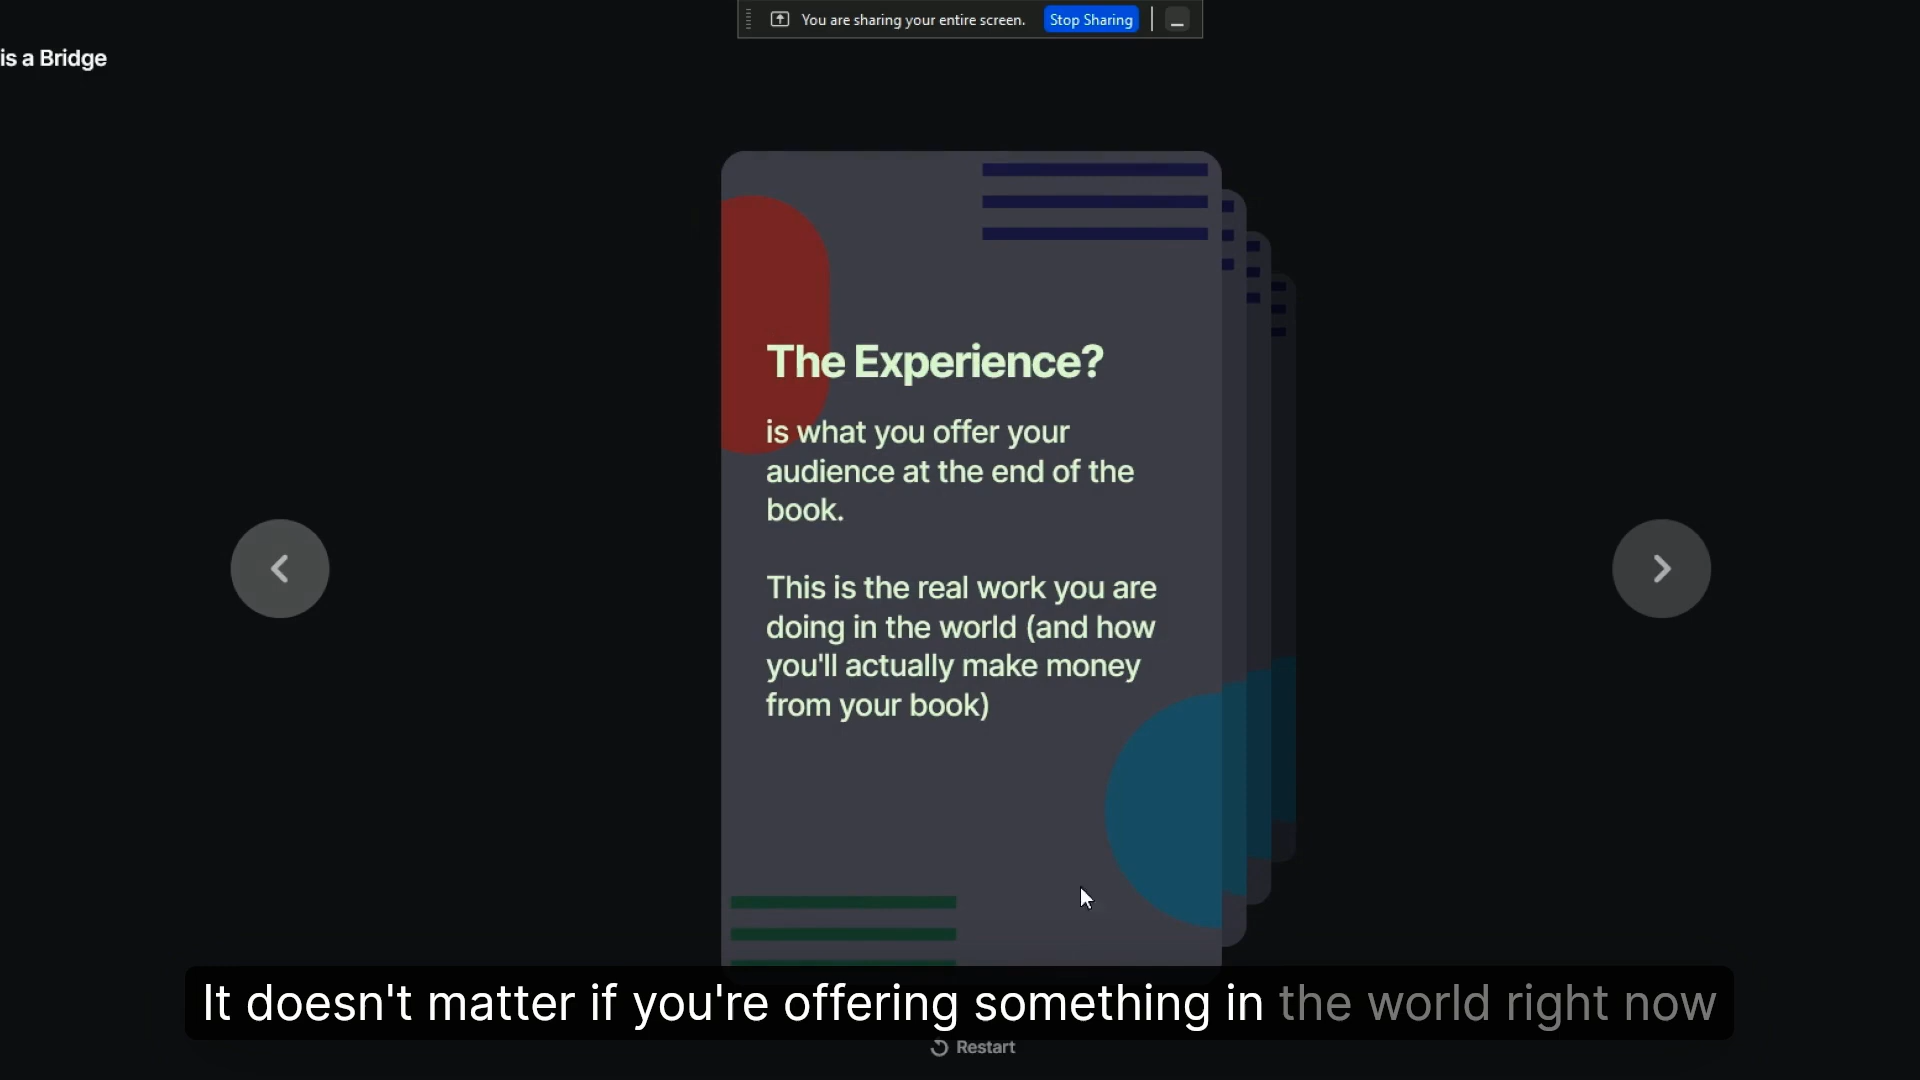 You are sharing your entire screen.
Stop Sharing
is a Bridge
The Experience?
is what you offer your
audience at the end of the
book.
This is the real work you are
doing in the world (and how
you'll actually make money
from your book)
It doesn't matter if you're offering something in the world right now
Restart